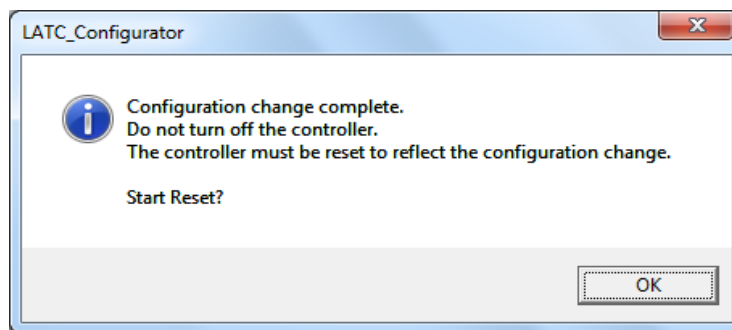 LATC_Configurator
Configuration change complete.
Do not turn off the controller.
The controller must be reset to reflect the configuration change.
Start Reset?
OK